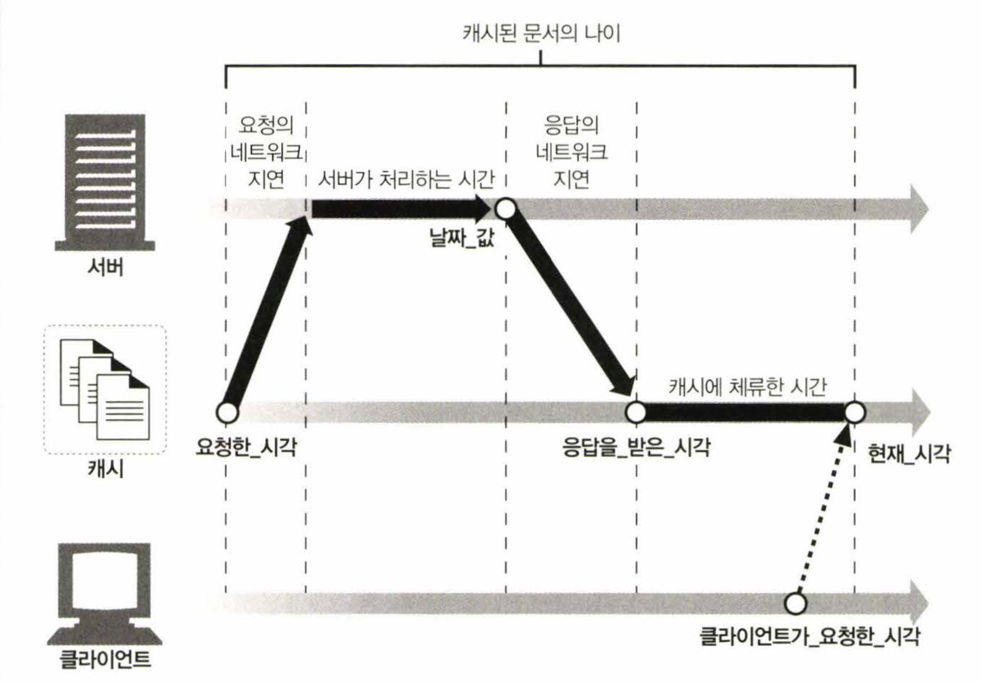 캐시된 문서의 나이
요청의
네트워크
지연
서버가 처리하는 시간
응답의
네트워크
지연
날짜_값
서버
캐시에 체류한 시간
요청한_시각
응답을_받은_시각
현재_시각
캐시
클라이언트가_요청한_시각
클라이언트